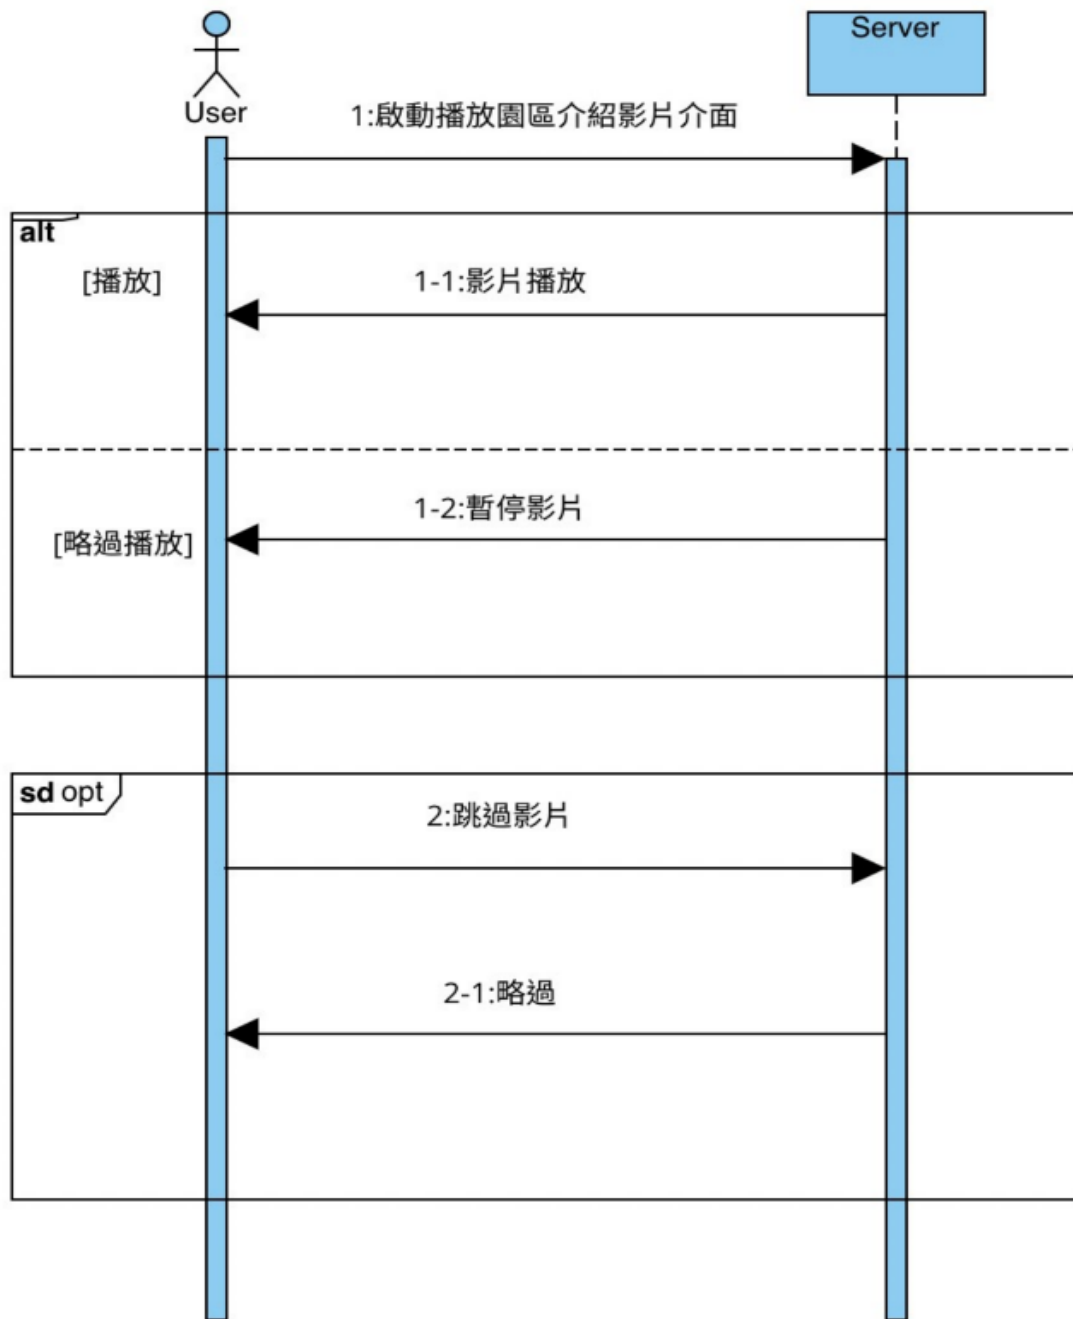 User
Server
1:啟動播放園區介紹影片介面
alt
[播放]
1-1:影片播放
1-2:暫停影片
[略過播放]
sd opt
2:跳過影片
2-1:略過